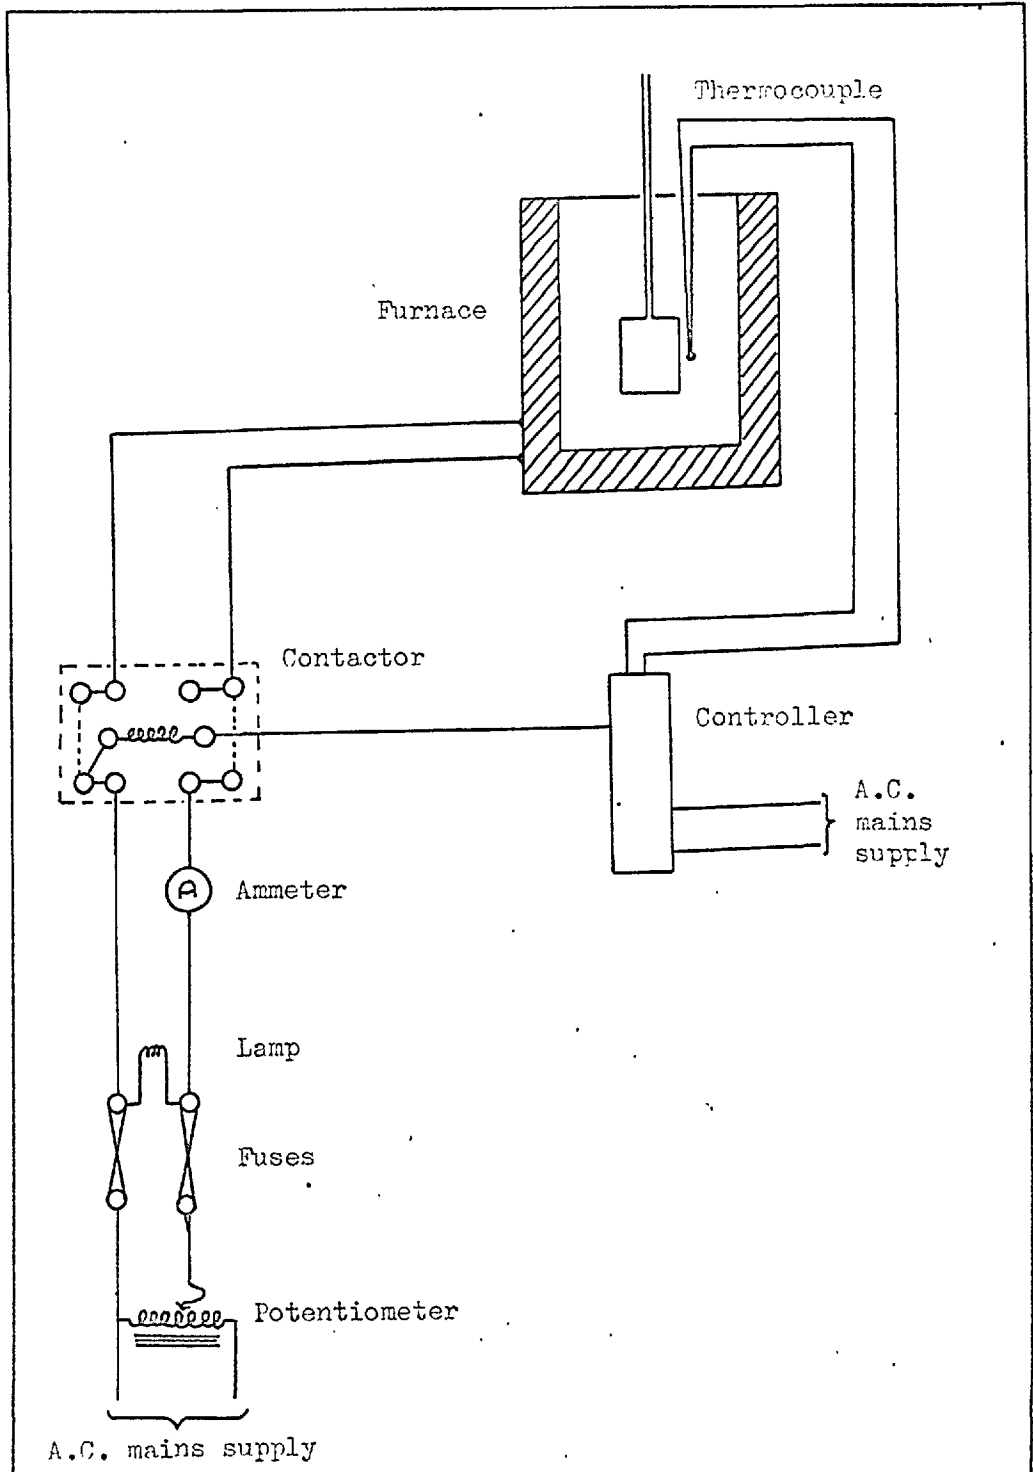 Thermocouple
Furnace
Contactor
Controller
A.C.
mains
supply
A
Ammeter
Lamp
Fuses
Potentiometer
A.C. mains supply